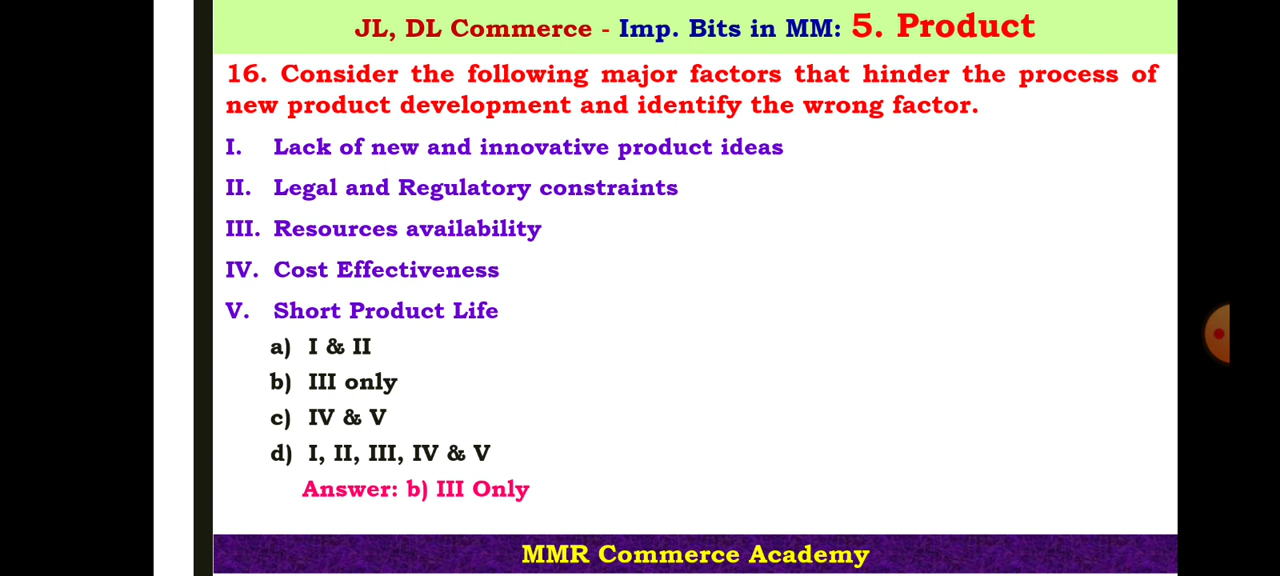 JL, DL Commerce - Imp. Bits in MM: 5. Product
16. Consider the following major factors that hinder the process of
new product development and identify the wrong factor.
I. Lack of new and innovative product ideas
II. Legal and Regulatory constraints
III. Resources availability
IV. Cost Effectiveness
V. Short Product Life
a) I & II
b) III only
c) IV & V
d) I, II, III, IV & V
Answer: b) III Only
MMR Commerce Academy